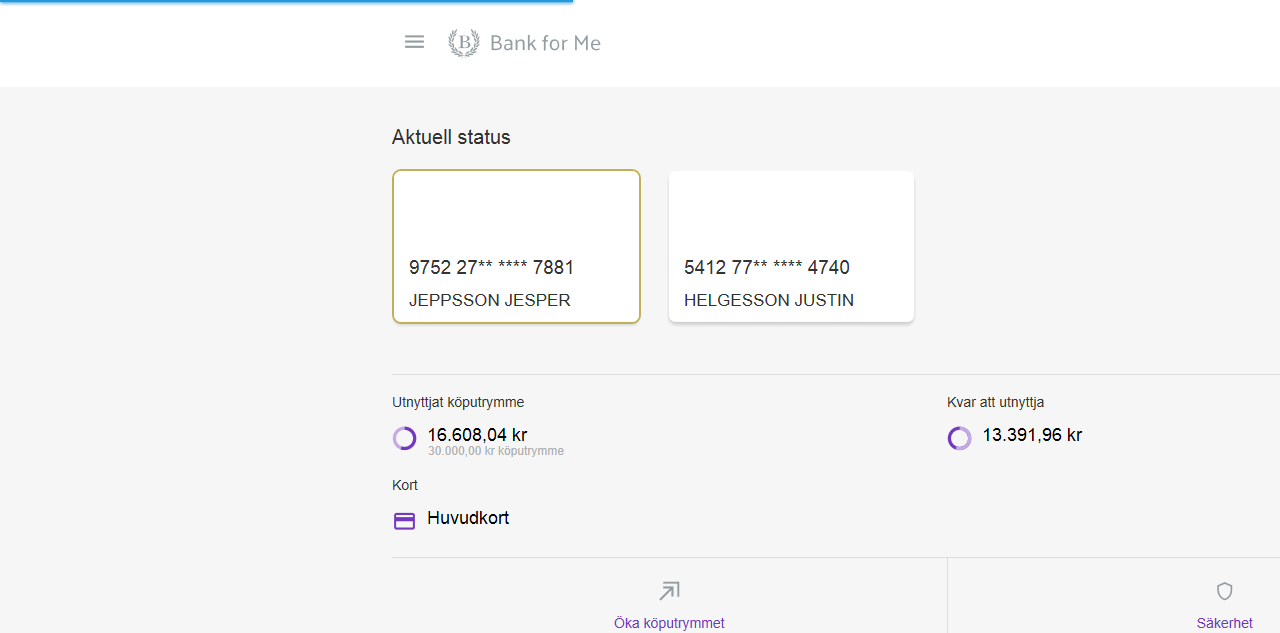 B Bank for Me
Aktuell status
9752 27** **** 7881
JEPPSSON JESPER
5412 77** **** 4740
HELGESSON JUSTIN
Utnyttjat köputrymme
16.608,04 kr
30.000,00 kr köputrymme
Kvar att utnyttja
13.391,96 kr
Kort
Huvudkort
Öka köputrymmet
Säkerhet